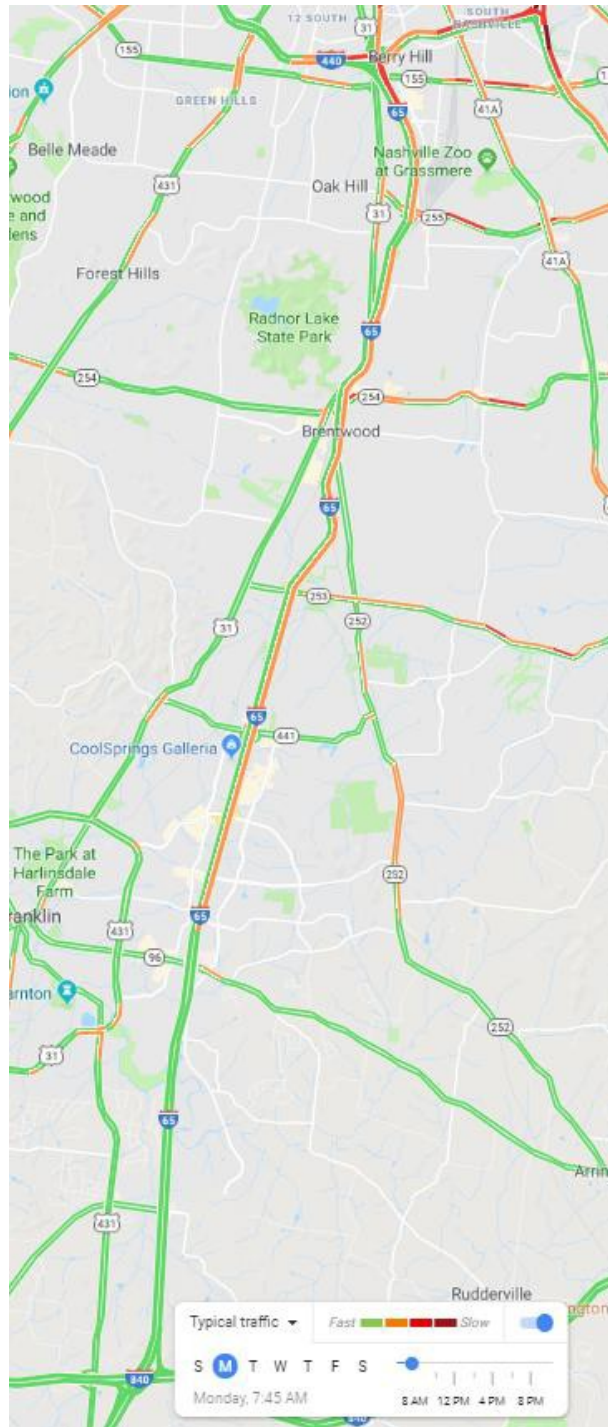 12 SOUTH
SOUTH
NASHVILLE
31
155
440
Berry Hill
155
GREEN HILLS
65
41A
Belle Meade
Nashville Zoo
at Grassmere
431
Oak Hill
31
255
41A
Forest Hills
Radnor Lake
State Park
65
254
254
Brentwood
65
253
252
31
65
441
CoolSprings Galleria
The Park at
Harlinsdale
Farm
252
65
431
96
252
31
65
431
Rudderville
Typical traffic
Fast
Slow
S M T W T F S
Monday, 7:45 AM
8 AM 12 PM 4 PM 8 PM
840
840